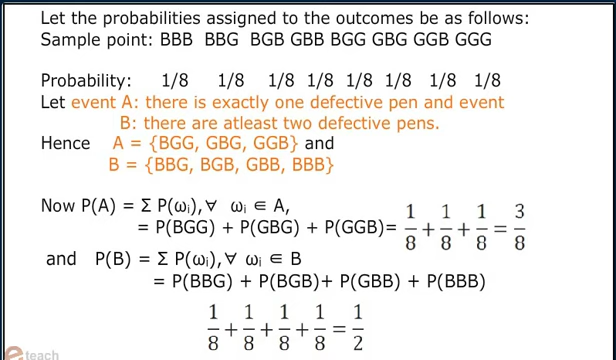 Let the probabilities assigned to the outcomes be as follows:
Sample point: BBB BBG BGB GBB BGG GBG GGB GGG
Probability: 1/8 1/8 1/8 1/8 1/8 1/8 1/8 1/8
Let event A: there is exactly one defective pen and event
B: there are atleast two defective pens.
Hence A = {BGG, GBG, GGB} and
B = {BBG, BGB, GBB, BBB}
Now P(A) = Σ P(ωᵢ),∀ ωᵢ ∈ A,
= P(BGG) + P(GBG) + P(GGB)= 1/8 + 1/8 + 1/8 = 3/8
and P(B) = Σ P(ωᵢ),∀ ωᵢ ∈ B
= P(BBG) + P(BGB)+ P(GBB) + P(BBB)
1/8 + 1/8 + 1/8 + 1/8 = 1/2
e teach